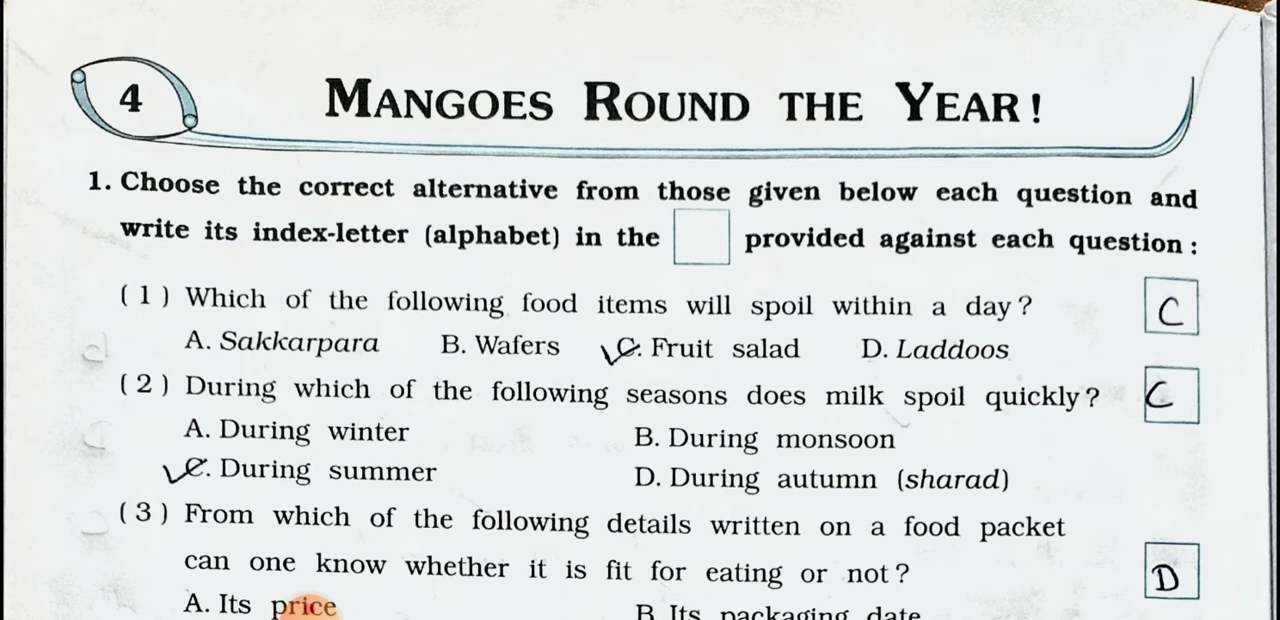 4
MANGOES ROUND THE YEAR!
1. Choose the correct alternative from those given below each question and
write its index-letter (alphabet) in the provided against each question:
(1) Which of the following food items will spoil within a day? C
A. Sakkarpara B. Wafers C. Fruit salad D. Laddoos
(2) During which of the following seasons does milk spoil quickly? C
A. During winter B. During monsoon
C. During summer D. During autumn (sharad)
(3) From which of the following details written on a food packet
can one know whether it is fit for eating or not? D
A. Its price B. Its packaging date